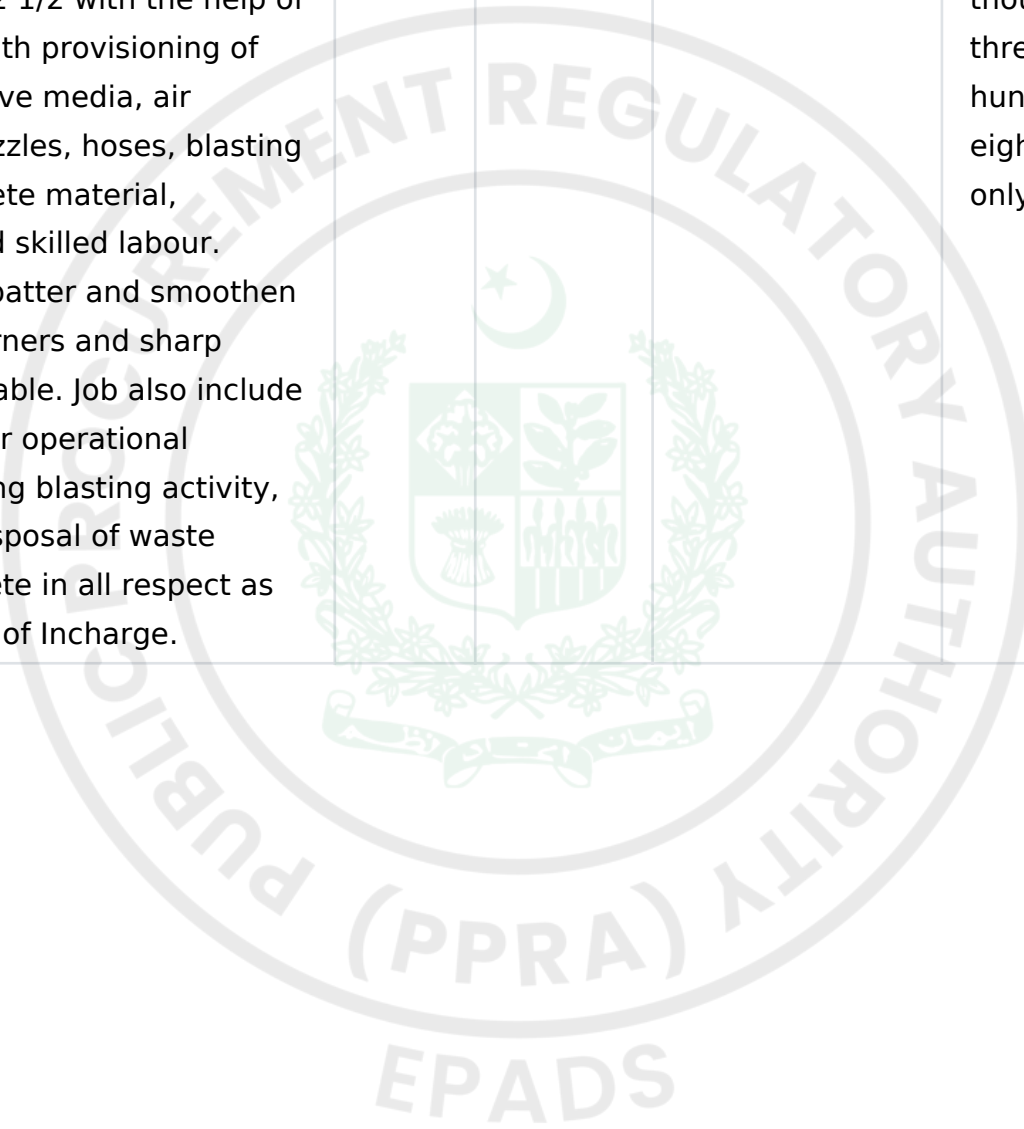 2 1/2 with the help of
th provisioning of
ve media, air
zzles, hoses, blasting
ete material,
d skilled labour.
patter and smoothen
rners and sharp
able. Job also include
r operational
ng blasting activity,
sposal of waste
ete in all respect as
of Incharge.
thou
thre
hun
eigh
only
PUBLIC PROCUREMENT REGULATORY AUTHORITY
(PPRA)
EPADS